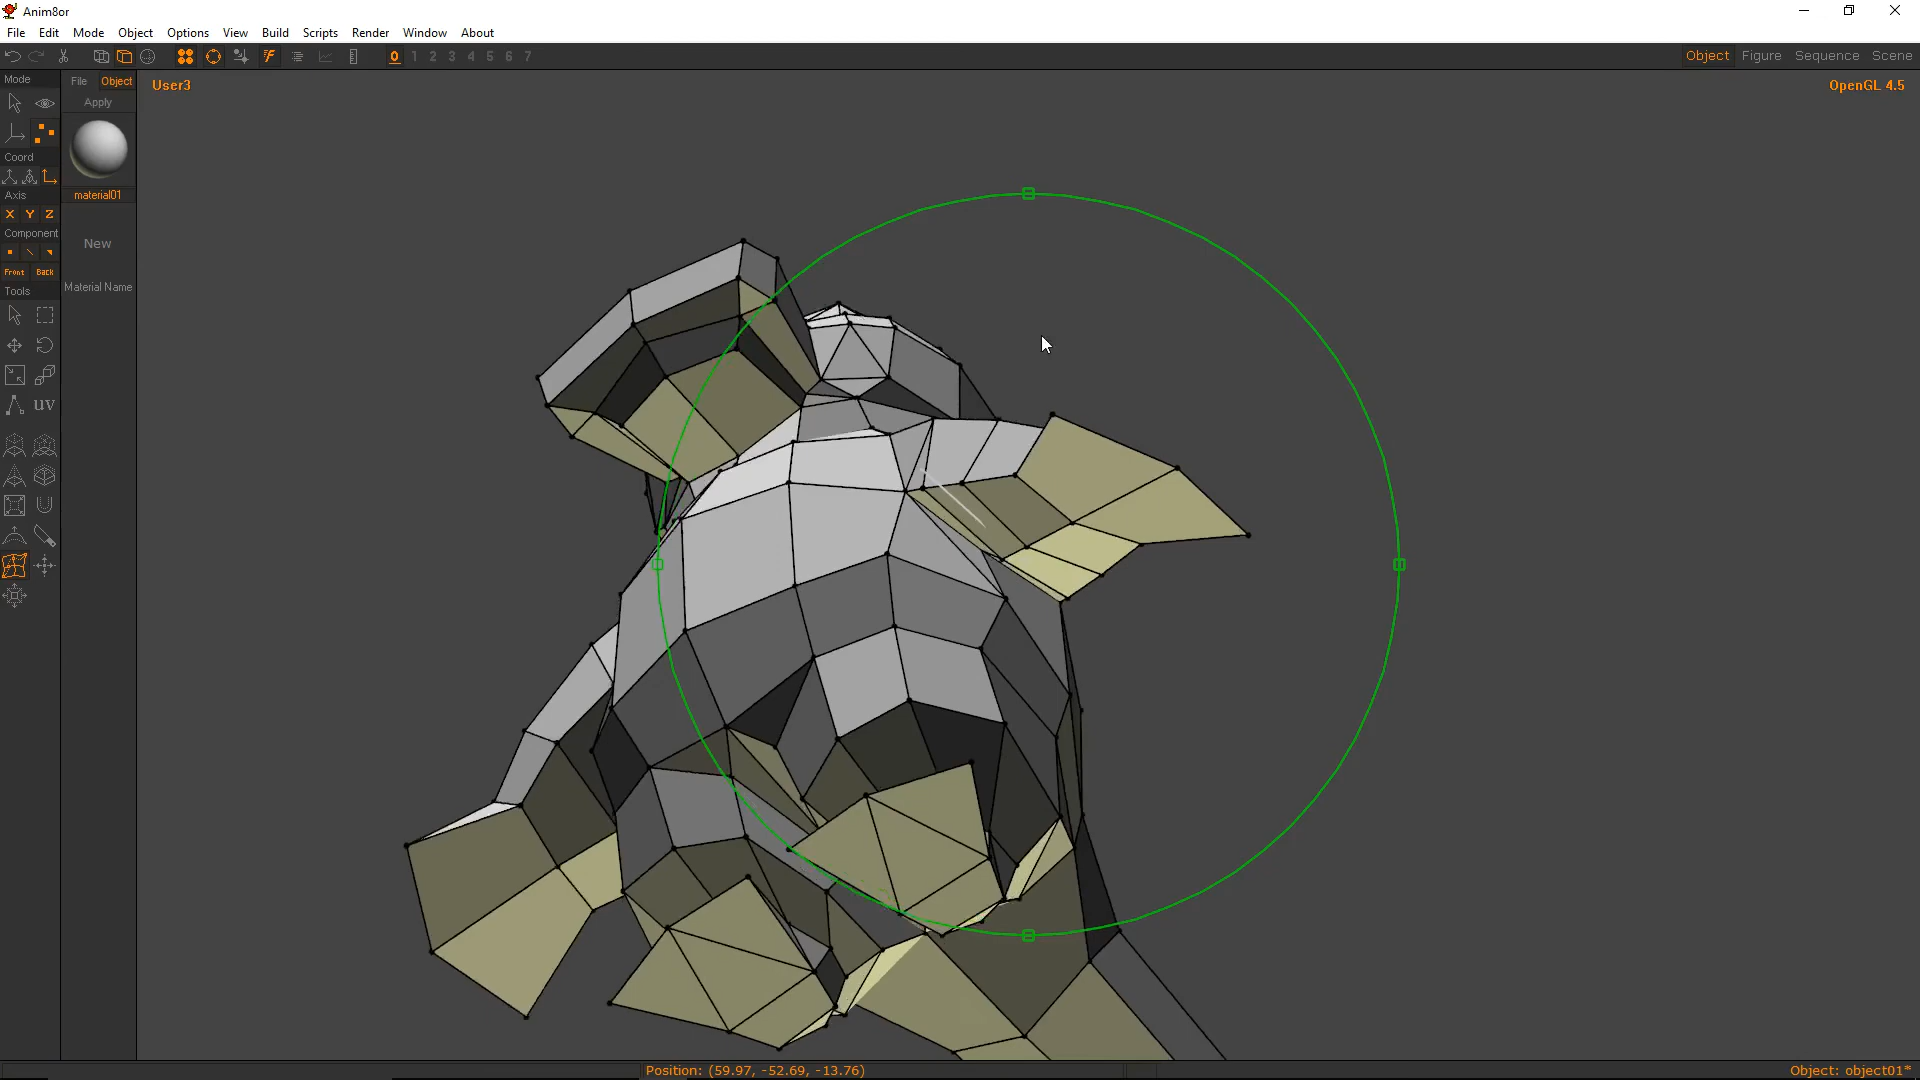 Anim8or
File Edit Mode Object Options View Build Scripts Render Window About
0 1 2 3 4 5 6 7
Object Figure Sequence Scene
Mode
File Object
User3
OpenGL 4.5
Apply
Coord
Axis
material01
X Y Z
Component
New
Front Back
Material Name
Tools
UV
Position: (59.97, -52.69, -13.76)
Object: object01*